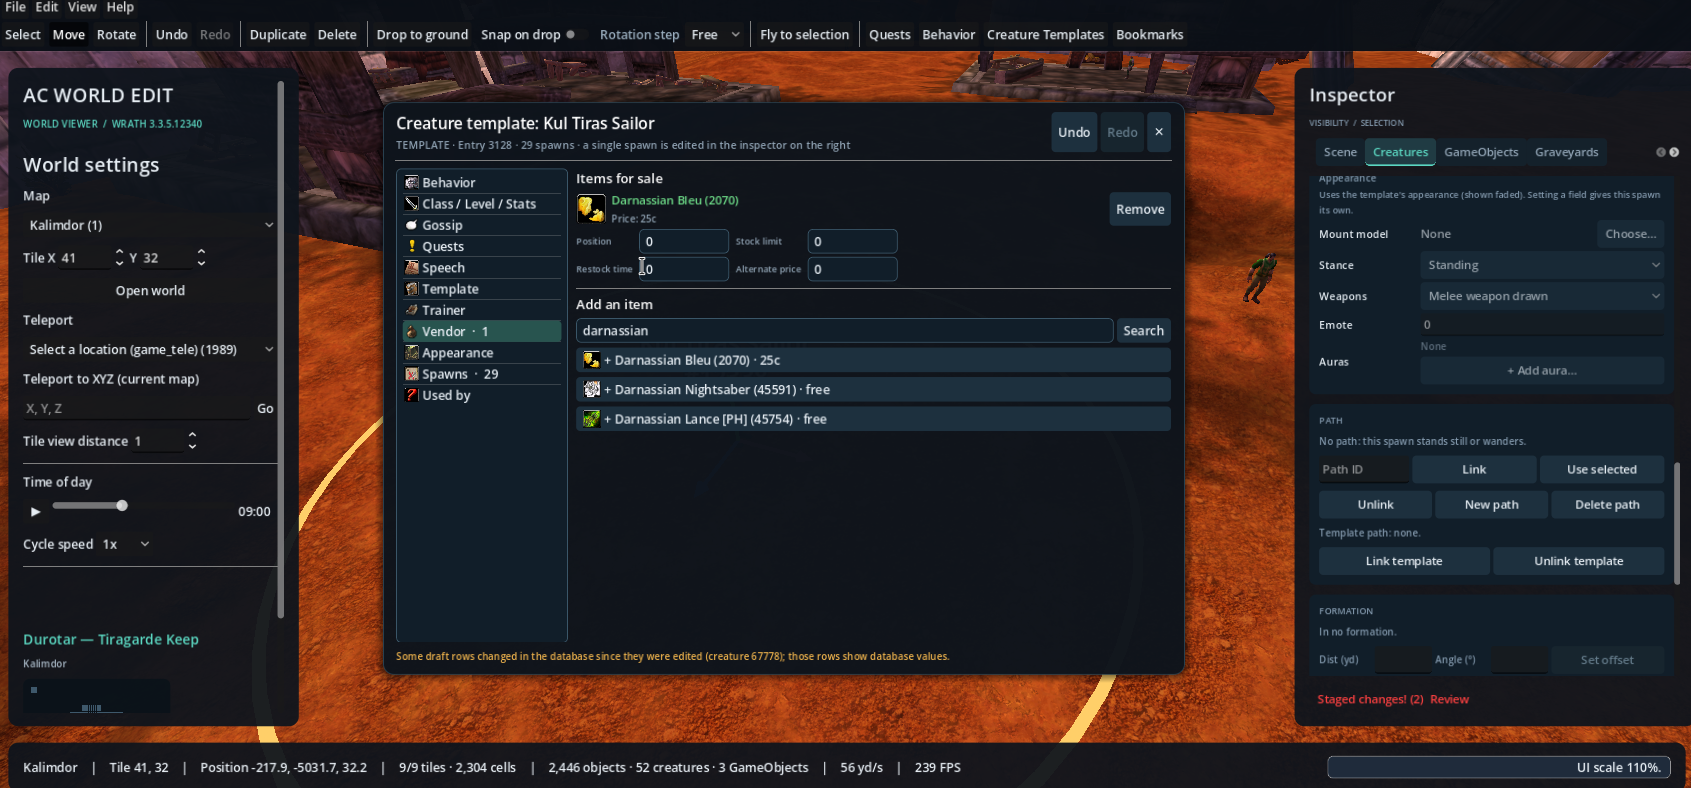 File Edit View Help
Select Move Rotate Undo Redo Duplicate Delete Drop to ground Snap on drop Rotation step Free Fly to selection Quests Behavior Creature Templates Bookmarks
AC WORLD EDIT
WORLD VIEWER / WRATH 3.3.5.12340
World settings
Map
Kalimdor (1)
Tile X 41 Y 32
Open world
Teleport
Select a location (game_tele) (1989)
Teleport to XYZ (current map)
X, Y, Z Go
Tile view distance 1
Time of day
09:00
Cycle speed 1x
Durotar — Tiragarde Keep
Kalimdor
Creature template: Kul Tiras Sailor
TEMPLATE · Entry 3128 · 29 spawns · a single spawn is edited in the inspector on the right
Undo Redo ×
Behavior
Class / Level / Stats
Gossip
Quests
Speech
Template
Trainer
Vendor · 1
Appearance
Spawns · 29
Used by
Items for sale
Darnassian Bleu (2070)
Price: 25c
Remove
Position 0 Stock limit 0
Restock time 0 Alternate price 0
Add an item
darnassian Search
+ Darnassian Bleu (2070) · 25c
+ Darnassian Nightsaber (45591) · free
+ Darnassian Lance [PH] (45754) · free
Some draft rows changed in the database since they were edited (creature 67778); those rows show database values.
Inspector
VISIBILITY / SELECTION
Scene Creatures GameObjects Graveyards
Appearance
Uses the template's appearance (shown faded). Setting a field gives this spawn
its own.
Mount model None Choose...
Stance Standing
Weapons Melee weapon drawn
Emote 0
None
Auras + Add aura...
PATH
No path: this spawn stands still or wanders.
Path ID Link Use selected
Unlink New path Delete path
Template path: none.
Link template Unlink template
FORMATION
In no formation.
Dist (yd) Angle (°) Set offset
Staged changes! (2) Review
Kalimdor | Tile 41, 32 | Position -217.9, -5031.7, 32.2 | 9/9 tiles · 2,304 cells | 2,446 objects · 52 creatures · 3 GameObjects | 56 yd/s | 239 FPS
UI scale 110%.